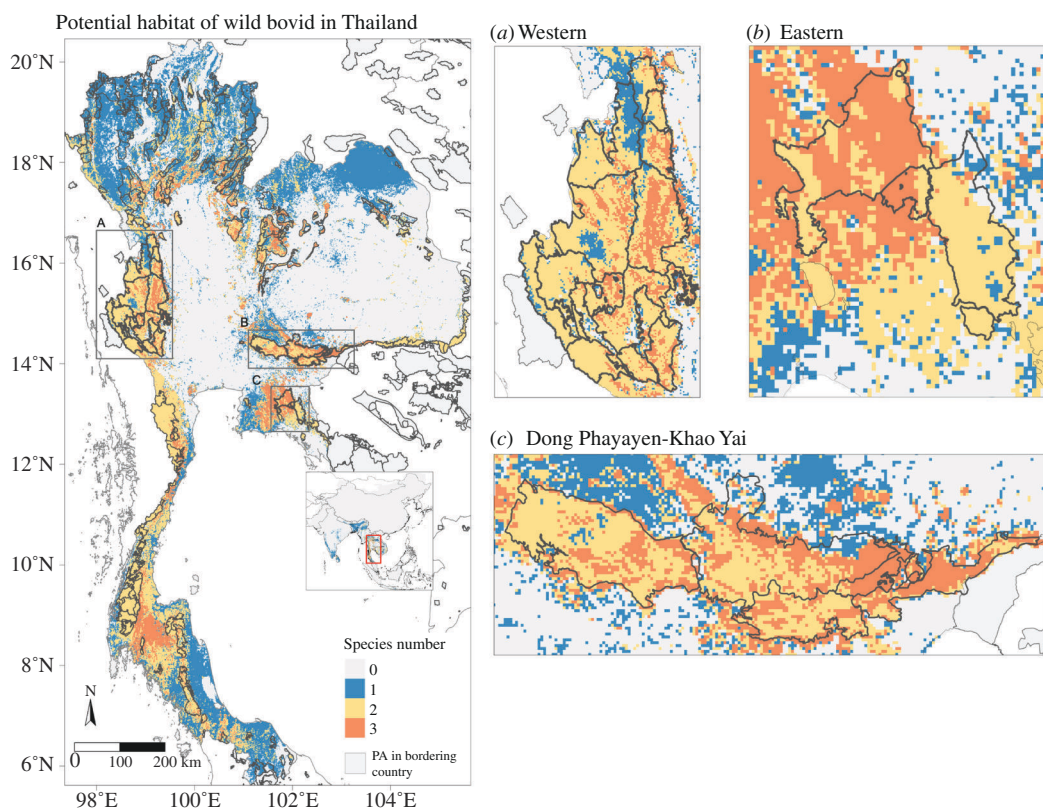 Potential habitat of wild bovid in Thailand
20°N
18°N
16°N
14°N
12°N
10°N
8°N
6°N
98°E 100°E 102°E 104°E
A
B
C
N
0 100 200 km
Species number
0
1
2
3
PA in bordering
country
(a) Western
(b) Eastern
(c) Dong Phayayen-Khao Yai